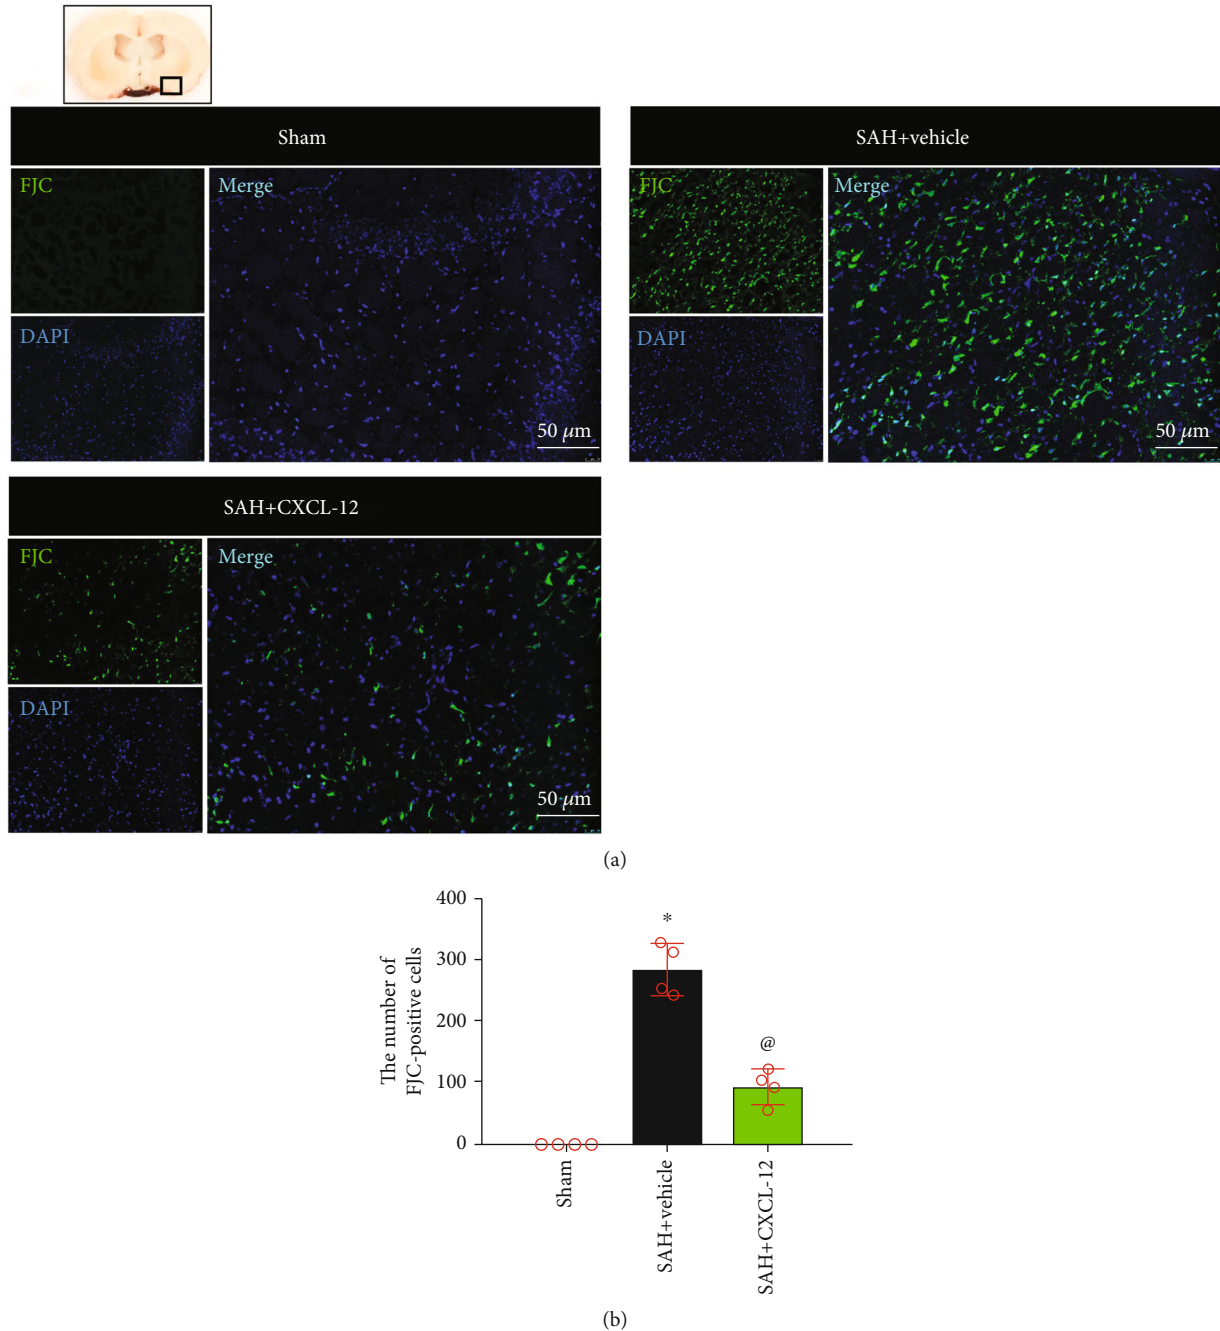 Sham
FJC
Merge
DAPI
50 μm
SAH+vehicle
FJC
Merge
DAPI
50 μm
SAH+CXCL-12
FJC
Merge
DAPI
50 μm
(a)
The number of
FJC-positive cells
400
300
200
100
0
*
@
Sham
SAH+vehicle
SAH+CXCL-12
(b)